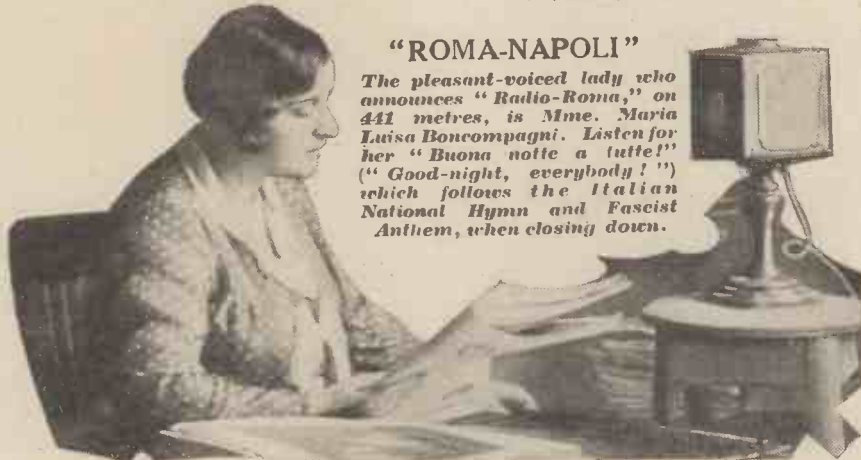 “ROMA-NAPOLI”
The pleasant-voiced lady who
announces “Radio-Roma,” on
441 metres, is Mme. Maria
Luisa Boncompagni. Listen for
her “Buona notte a tutte!”
(“Good-night, everybody!”)
which follows the Italian
National Hymn and Fascist
Anthem, when closing down.